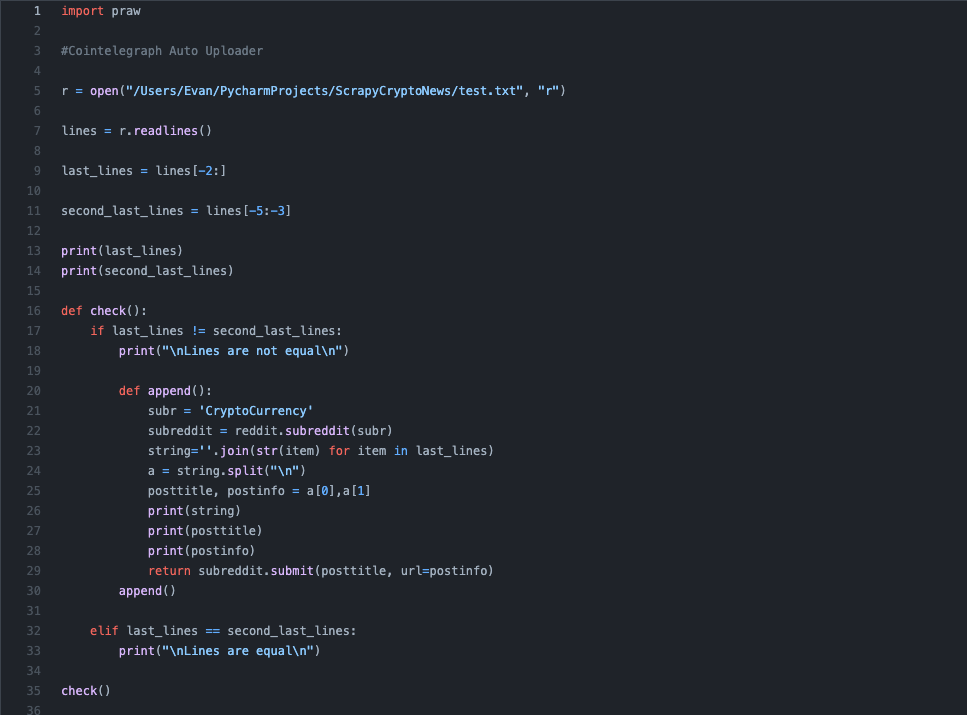 1 import praw
2
3 #Cointelegraph Auto Uploader
4
5 r = open("/Users/Evan/PycharmProjects/ScrapyCryptoNews/test.txt", "r")
6
7 lines = r.readlines()
8
9 last_lines = lines[-2:]
10
11 second_last_lines = lines[-5:-3]
12
13 print(last_lines)
14 print(second_last_lines)
15
16 def check():
17     if last_lines != second_last_lines:
18         print("\nLines are not equal\n")
19
20         def append():
21             subr = 'CryptoCurrency'
22             subreddit = reddit.subreddit(subr)
23             string=''.join(str(item) for item in last_lines)
24             a = string.split("\n")
25             posttitle, postinfo = a[0],a[1]
26             print(string)
27             print(posttitle)
28             print(postinfo)
29             return subreddit.submit(posttitle, url=postinfo)
30         append()
31
32     elif last_lines == second_last_lines:
33         print("\nLines are equal\n")
34
35 check()
36